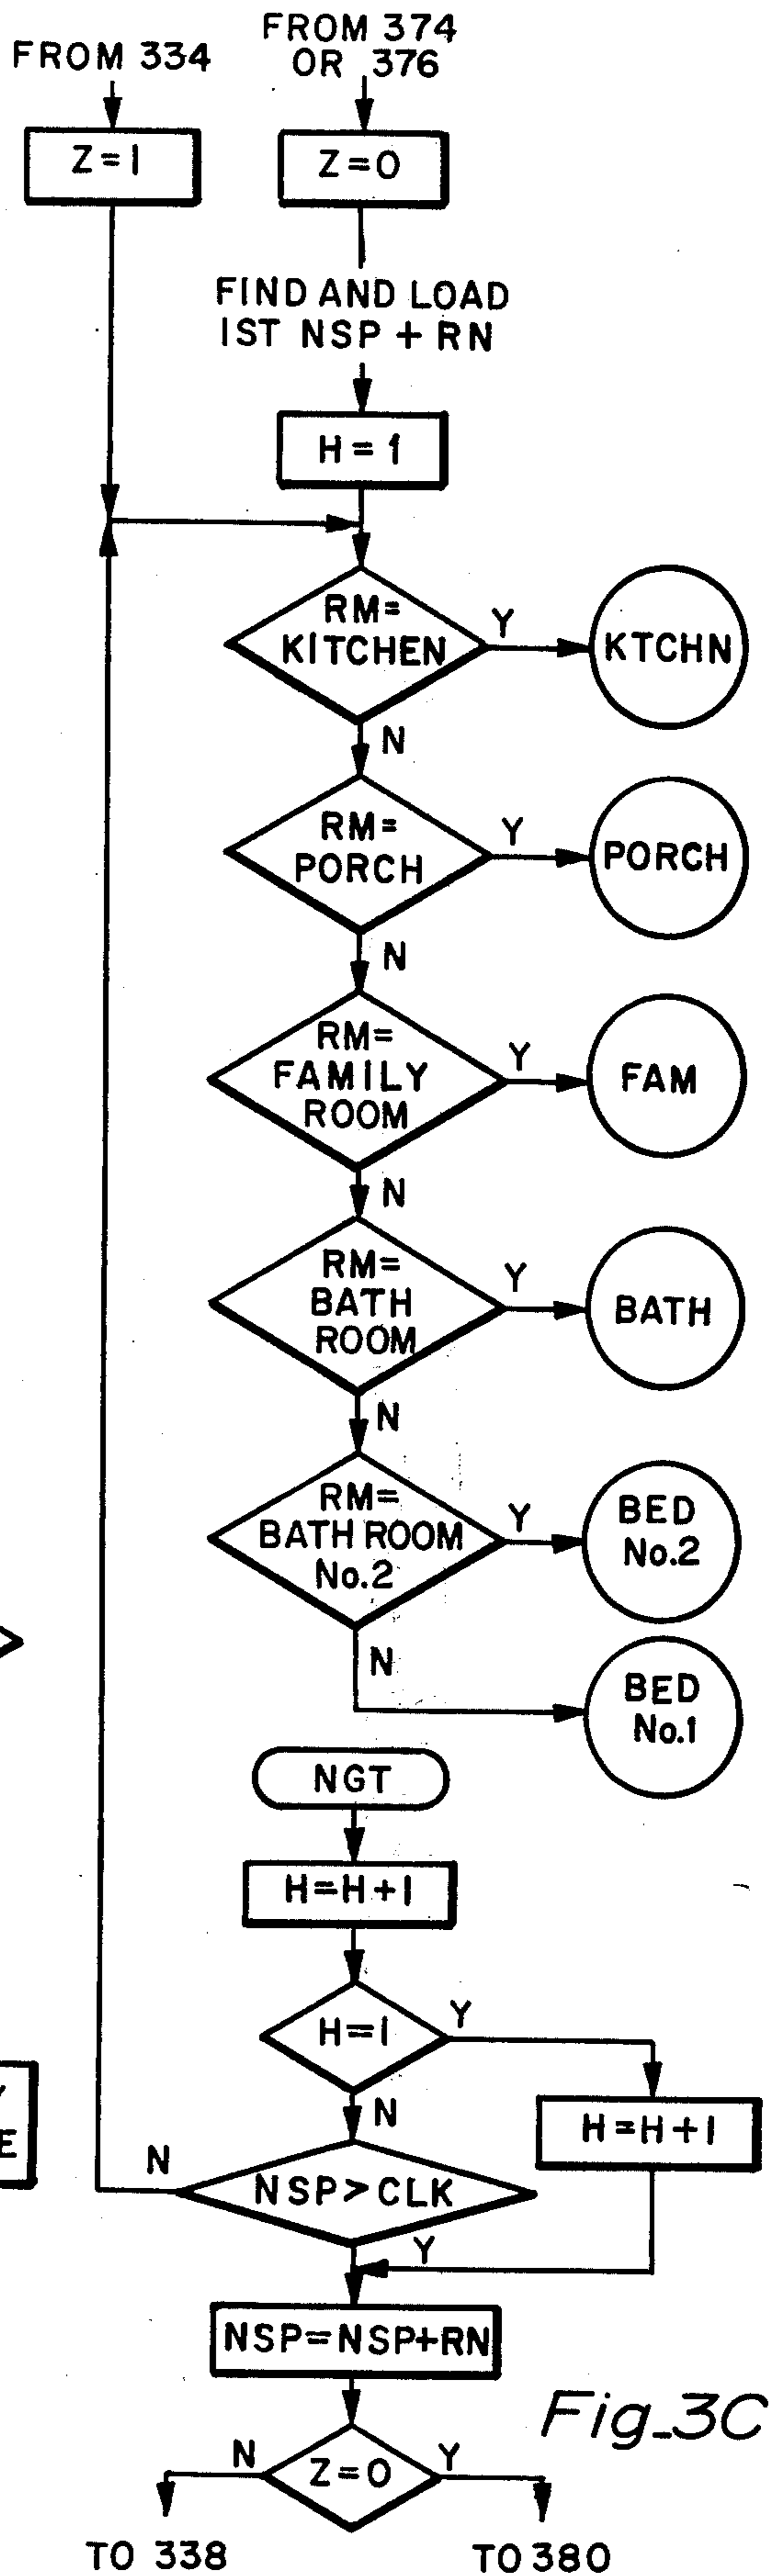 FROM 334
FROM 374
OR 376
Z=1
Z=0
FIND AND LOAD
1ST NSP + RN
H=1
RM=
KITCHEN
Y
KTCHN
N
RM=
PORCH
Y
PORCH
N
RM=
FAMILY
ROOM
Y
FAM
N
RM=
BATH
ROOM
Y
BATH
N
RM=
BATH ROOM
No.2
Y
BED
No.2
N
BED
No.1
NGT
H=H+1
H=1
Y
N
H=H+1
Y
E
N
NSP>CLK
Y
NSP=NSP+RN
Fig_3C
N
Z=0
Y
TO 338
TO 380